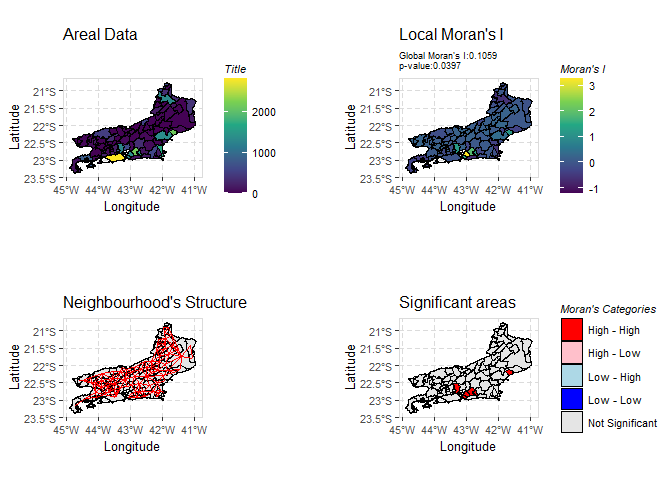 Areal Data
Title
2000
1000
0
21°S
21.5°S
22°S
22.5°S
23°S
23.5°S
Latitude
45°W 44°W 43°W 42°W 41°W
Longitude
Local Moran's I
Global Moran's I:0.1059
p-value:0.0397
Moran's I
3
2
1
0
-1
21°S
21.5°S
22°S
22.5°S
23°S
23.5°S
Latitude
45°W 44°W 43°W 42°W 41°W
Longitude
Neighbourhood's Structure
21°S
21.5°S
22°S
22.5°S
23°S
23.5°S
Latitude
45°W 44°W 43°W 42°W 41°W
Longitude
Significant areas
Moran's Categories
High - High
High - Low
Low - High
Low - Low
Not Significant
21°S
21.5°S
22°S
22.5°S
23°S
23.5°S
Latitude
45°W 44°W 43°W 42°W 41°W
Longitude